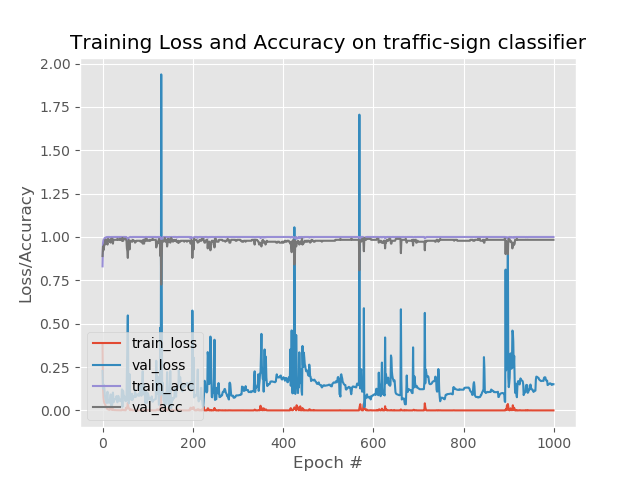 Training Loss and Accuracy on traffic-sign classifier
2.00
1.75
1.50
1.25
1.00
0.75
0.50
0.25
0.00
Loss/Accuracy
train_loss
val_loss
train_acc
val_acc
0 200 400 600 800 1000
Epoch #